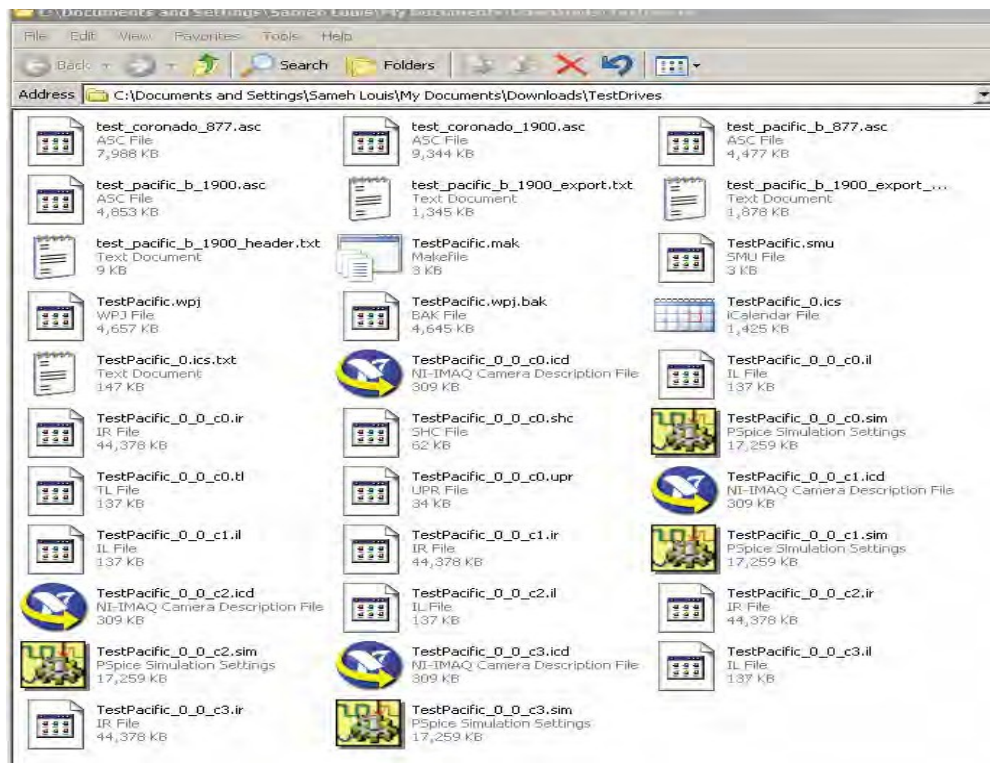 C:\Documents and Settings\Sameh Louis\My Documents\Downloads\TestDrives
File Edit View Favorites Tools Help
Back Search Folders
Address C:\Documents and Settings\Sameh Louis\My Documents\Downloads\TestDrives
test_coronado_877.asc
ASC File
7,988 KB
test_coronado_1900.asc
ASC File
9,344 KB
test_pacific_b_877.asc
ASC File
4,477 KB
test_pacific_b_1900.asc
ASC File
4,853 KB
test_pacific_b_1900_export.txt
Text Document
1,345 KB
test_pacific_b_1900_export_...
Text Document
1,878 KB
test_pacific_b_1900_header.txt
Text Document
9 KB
TestPacific.mak
Makefile
3 KB
TestPacific.smu
SMU File
3 KB
TestPacific.wpj
WPJ File
4,657 KB
TestPacific.wpj.bak
BAK File
4,645 KB
TestPacific_0.ics
iCalendar File
1,425 KB
TestPacific_0.ics.txt
Text Document
147 KB
TestPacific_0_0_c0.icd
NI-IMAQ Camera Description File
309 KB
TestPacific_0_0_c0.il
IL File
137 KB
TestPacific_0_0_c0.ir
IR File
44,378 KB
TestPacific_0_0_c0.shc
SHC File
62 KB
TestPacific_0_0_c0.sim
PSpice Simulation Settings
17,259 KB
TestPacific_0_0_c0.tl
TL File
137 KB
TestPacific_0_0_c0.upr
UPR File
34 KB
TestPacific_0_0_c1.icd
NI-IMAQ Camera Description File
309 KB
TestPacific_0_0_c1.il
IL File
137 KB
TestPacific_0_0_c1.ir
IR File
44,378 KB
TestPacific_0_0_c1.sim
PSpice Simulation Settings
17,259 KB
TestPacific_0_0_c2.icd
NI-IMAQ Camera Description File
309 KB
TestPacific_0_0_c2.il
IL File
137 KB
TestPacific_0_0_c2.ir
IR File
44,378 KB
TestPacific_0_0_c2.sim
PSpice Simulation Settings
17,259 KB
TestPacific_0_0_c3.icd
NI-IMAQ Camera Description File
309 KB
TestPacific_0_0_c3.il
IL File
137 KB
TestPacific_0_0_c3.ir
IR File
44,378 KB
TestPacific_0_0_c3.sim
PSpice Simulation Settings
17,259 KB